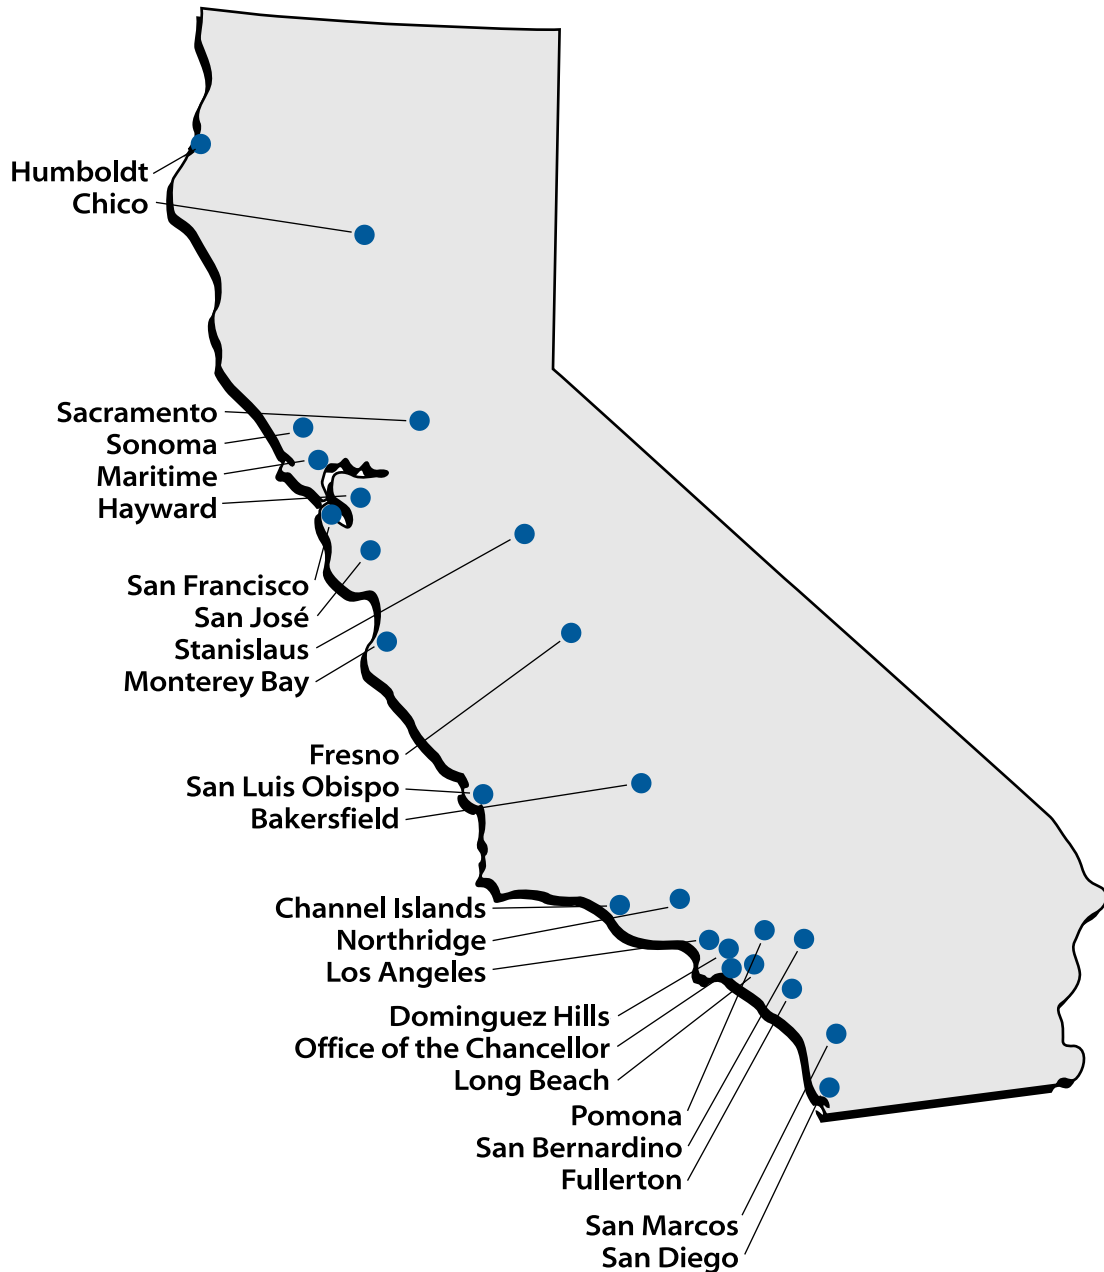 Humboldt
Chico
Sacramento
Sonoma
Maritime
Hayward
San Francisco
San José
Stanislaus
Monterey Bay
Fresno
San Luis Obispo
Bakersfield
Channel Islands
Northridge
Los Angeles
Dominguez Hills
Office of the Chancellor
Long Beach
Pomona
San Bernardino
Fullerton
San Marcos
San Diego